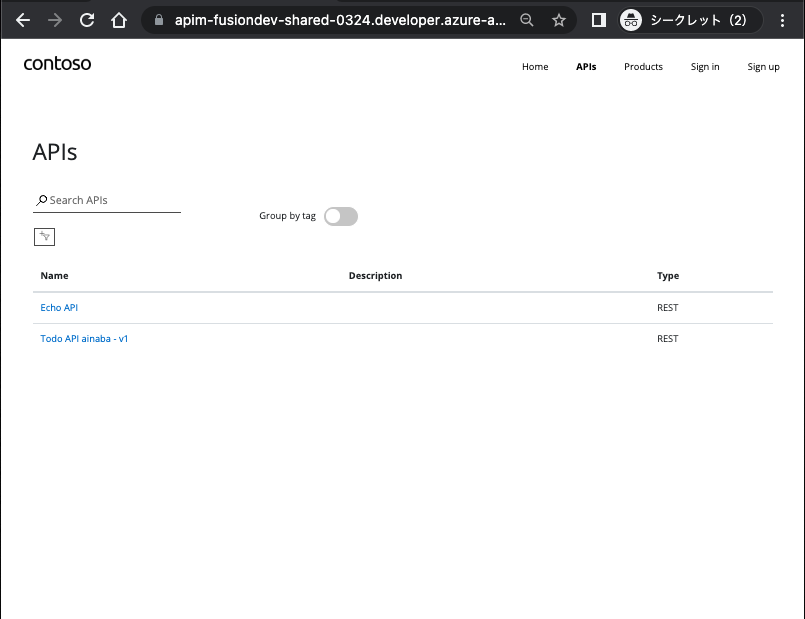 apim-fusiondev-shared-0324.developer.azure-a...
シークレット（2）
contoso
Home APIs Products Sign in Sign up
APIs
Search APIs
Group by tag
Name Description Type
Echo API REST
Todo API ainaba - v1 REST